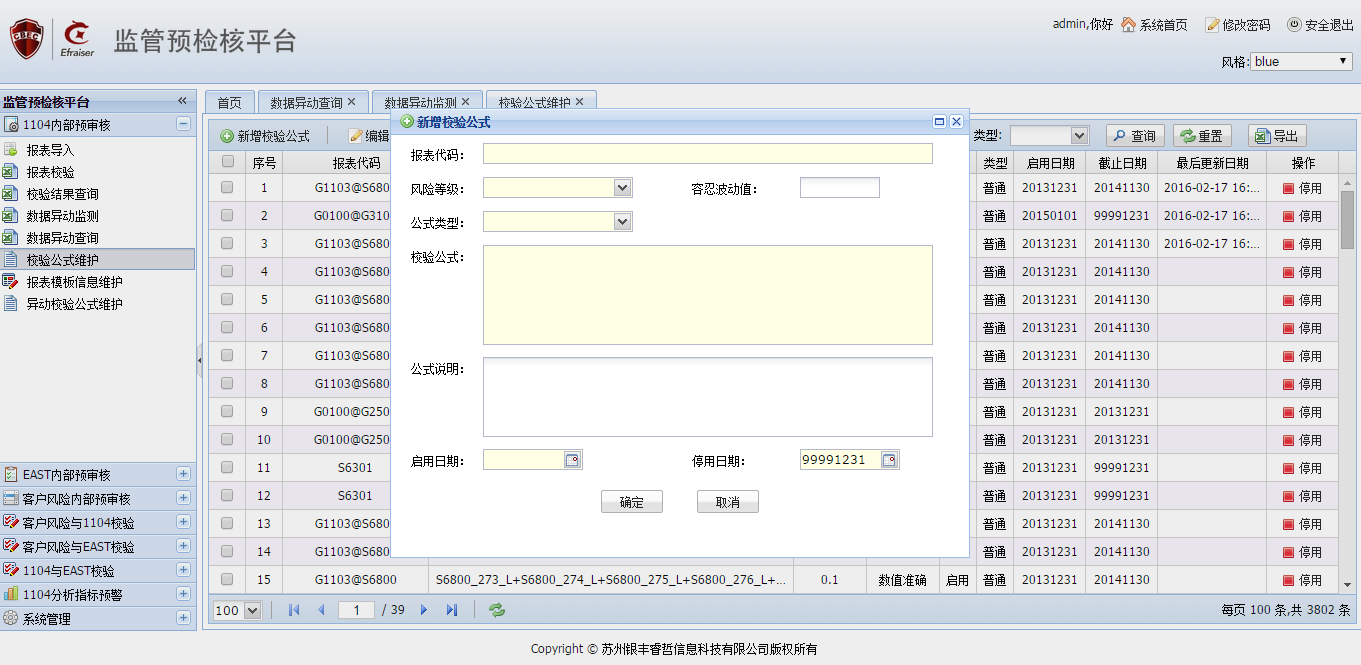 CBEC
Efraiser
监管预检核平台
admin,你好 系统首页 修改密码 安全退出
风格: blue
监管预检核平台
首页 数据异动查询 数据异动监测 校验公式维护
1104内部预审核
报表导入
报表校验
校验结果查询
数据异动监测
数据异动查询
校验公式维护
报表模板信息维护
异动校验公式维护
EAST内部预审核
客户风险内部预审核
客户风险与1104校验
客户风险与EAST校验
1104与EAST校验
1104分析指标预警
系统管理
新增校验公式 编辑 类型: 查询 重置 导出
序号 报表代码 类型 启用日期 截止日期 最后更新日期 操作
1 G1103@S680 普通 20131231 20141130 2016-02-17 16:... 停用
2 G0100@G310 普通 20150101 99991231 2016-02-17 16:... 停用
3 G1103@S680 普通 20131231 20141130 2016-02-17 16:... 停用
4 G1103@S680 普通 20131231 20141130 停用
5 G1103@S680 普通 20131231 20141130 停用
6 G1103@S680 普通 20131231 20141130 停用
7 G1103@S680 普通 20131231 20141130 停用
8 G1103@S680 普通 20131231 20141130 停用
9 G0100@G250 普通 20131231 20131231 停用
10 G0100@G250 普通 20131231 20131231 停用
11 S6301 普通 20131231 99991231 停用
12 S6301 普通 20131231 99991231 停用
13 G1103@S680 普通 20131231 20141130 停用
14 G1103@S680 普通 20131231 20141130 停用
15 G1103@S6800 S6800_273_L+S6800_274_L+S6800_275_L+S6800_276_L+... 0.1 数值准确 启用 普通 20131231 20141130 停用
新增校验公式
报表代码:
风险等级: 容忍波动值:
公式类型:
校验公式:
公式说明:
启用日期: 停用日期: 99991231
确定 取消
100 1 / 39 每页 100 条,共 3802 条
Copyright © 苏州银丰睿哲信息科技有限公司版权所有